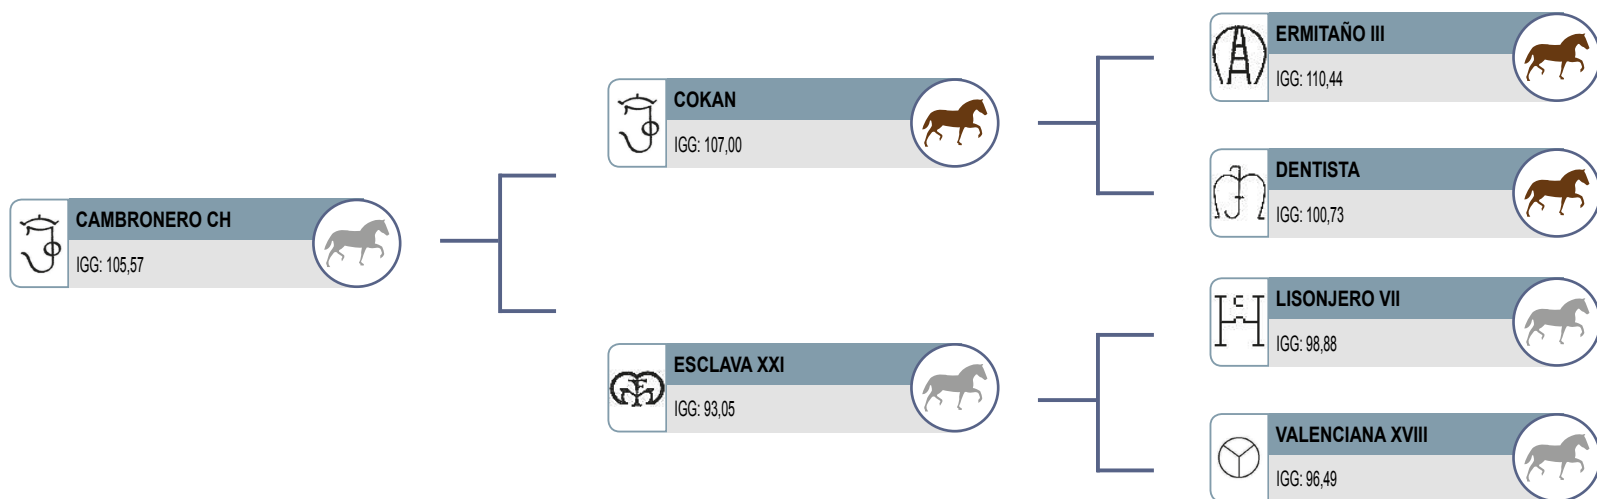 CAMBRONERO CH
IGG: 105,57
COKAN
IGG: 107,00
ESCLAVA XXI
IGG: 93,05
ERMITAÑO III
IGG: 110,44
DENTISTA
IGG: 100,73
LISONJERO VII
IGG: 98,88
VALENCIANA XVIII
IGG: 96,49